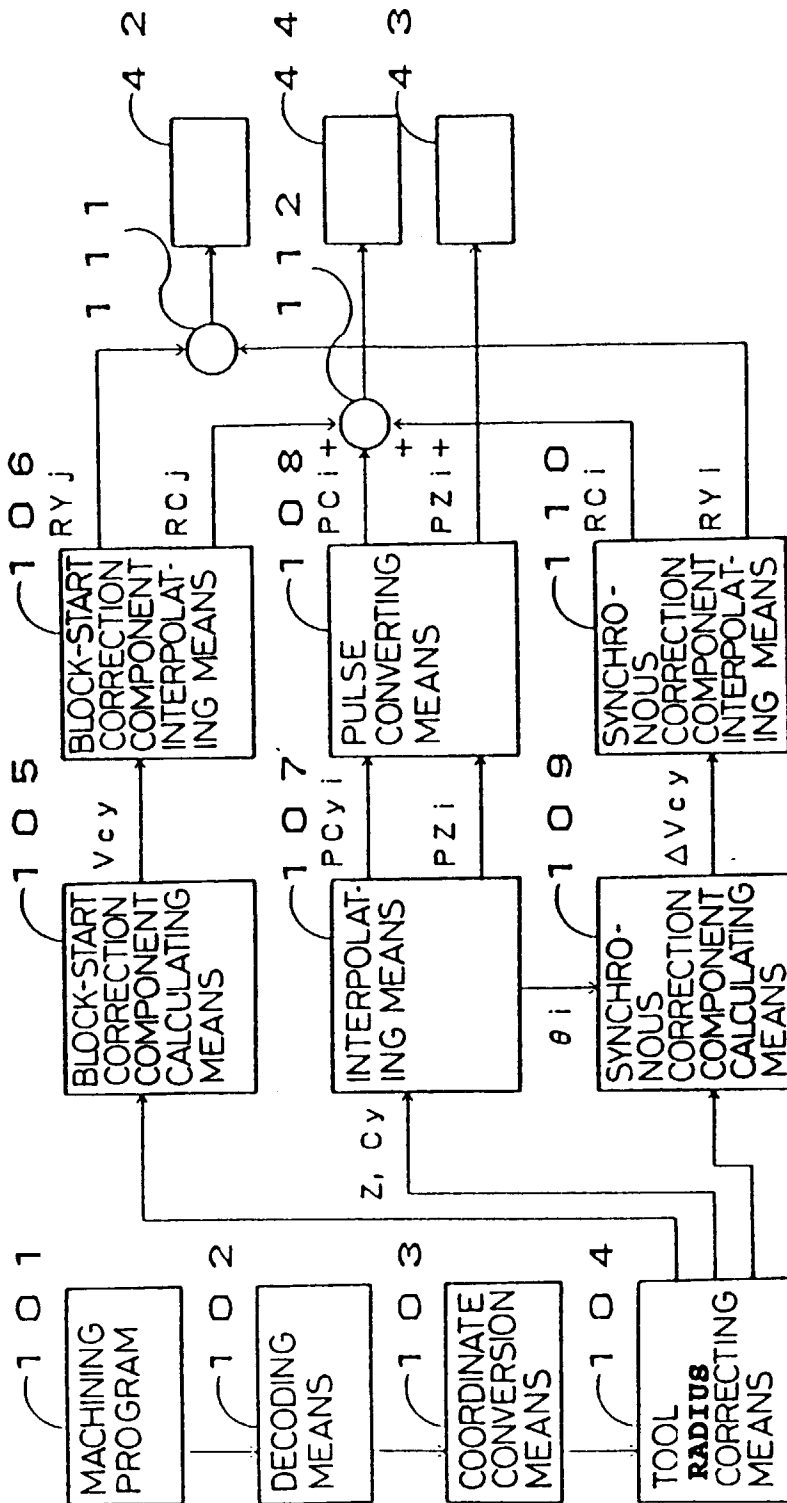 101
MACHINING
PROGRAM
102
DECODING
MEANS
103
COORDINATE
CONVERSION
MEANS
104
TOOL
RADIUS
CORRECTING
MEANS
105
BLOCK-START
CORRECTION
COMPONENT
CALCULATING
MEANS
Vcy
106
BLOCK-START
CORRECTION
COMPONENT
INTERPOLAT-
ING MEANS
RYj
RCj
Z, Cy
107
INTERPOLAT-
ING MEANS
PCyi
PZi
θi
108
PULSE
CONVERTING
MEANS
PCi+
+
PZi+
109
SYNCHRO-
NOUS
CORRECTION
COMPONENT
CALCULATING
MEANS
ΔVcy
110
SYNCHRO-
NOUS
CORRECTION
COMPONENT
INTERPOLAT-
ING MEANS
RCi
RYi
111
112
42
44
43